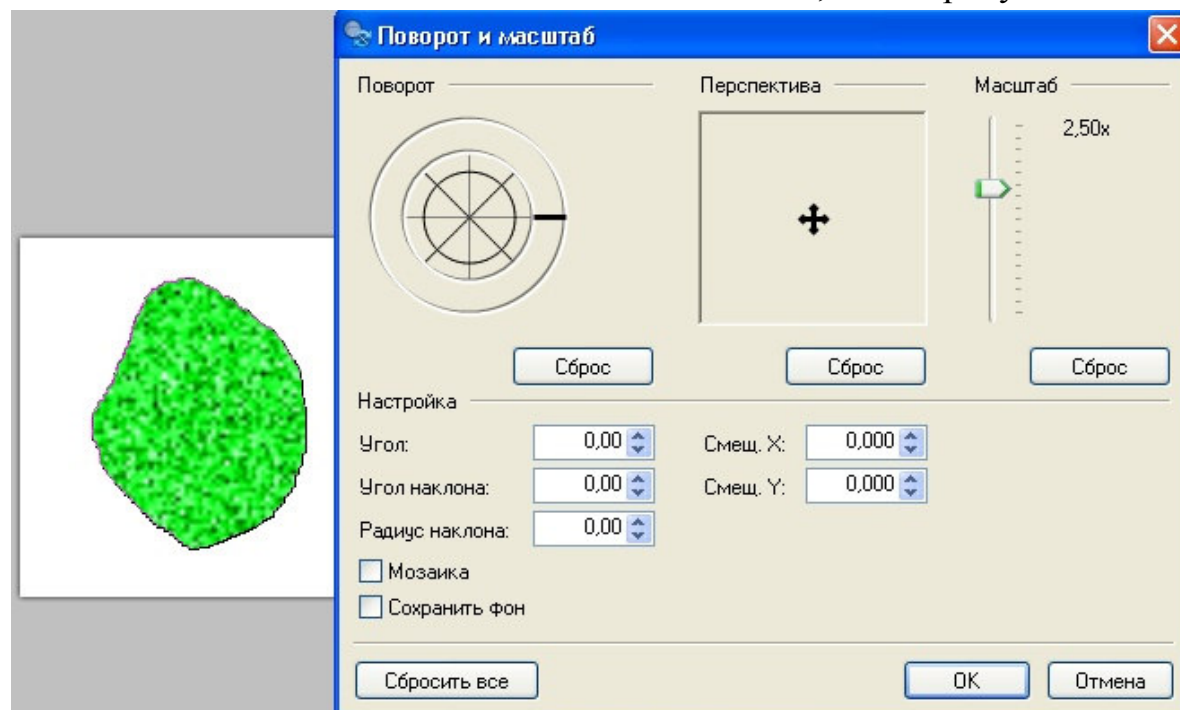 Поворот и масштаб
Поворот
Перспектива
Масштаб
2,50x
Сброс
Сброс
Сброс
Настройка
Угол: 0,00
Смещ. X: 0,000
Угол наклона: 0,00
Смещ. Y: 0,000
Радиус наклона: 0,00
Мозаика
Сохранить фон
Сбросить все
OK
Отмена